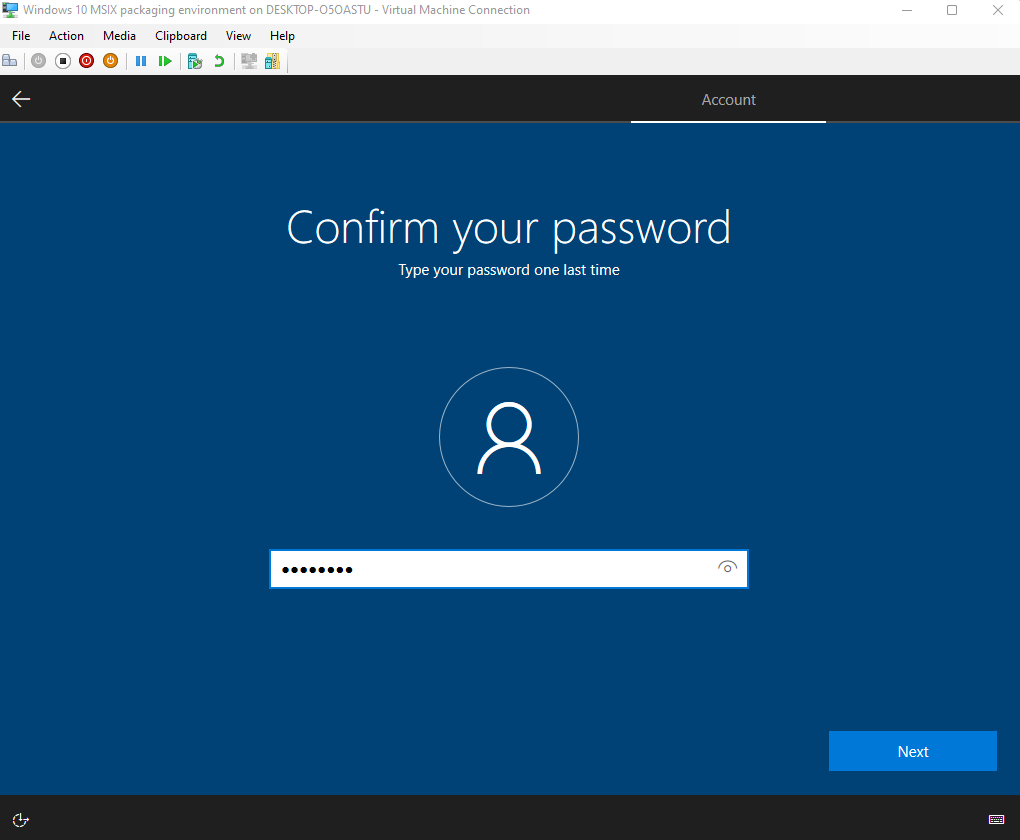 Windows 10 MSIX packaging environment on DESKTOP-O5OASTU - Virtual Machine Connection
File Action Media Clipboard View Help
Account
Confirm your password
Type your password one last time
••••••••
Next